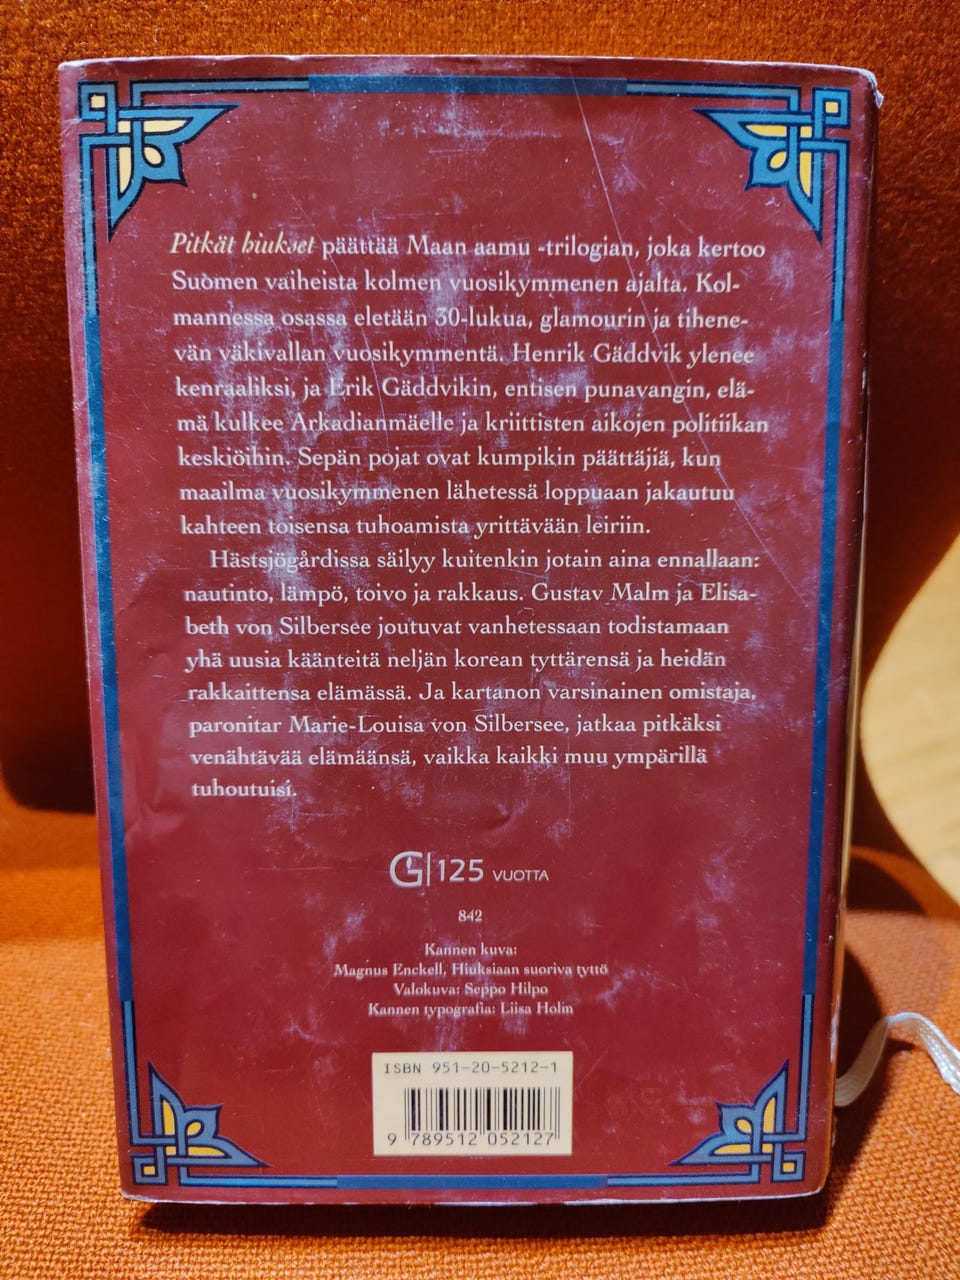 Pitkät hiukset päättää Maan aamu -trilogian, joka kertoo
Suomen vaiheista kolmen vuosikymmenen ajalta. Kol-
mannessa osassa eletään 30-lukua, glamourin ja tihene-
vän väkivallan vuosikymmentä. Henrik Gäddvik ylenee
kenraaliksi, ja Erik Gäddvikin, entisen punavangin, elä-
mä kulkee Arkadianmäelle ja kriittisten aikojen politiikan
keskiöihin. Sepän pojat ovat kumpikin päättäjiä, kun
maailma vuosikymmenen lähetessä loppuaan jakautuu
kahteen toisensa tuhoamista yrittävään leiriin.
Hästsjögårdissa säilyy kuitenkin jotain aina ennallaan:
nautinto, lämpö, toivo ja rakkaus. Gustav Malm ja Elisa-
beth von Silbersee joutuvat vanhetessaan todistamaan
yhä uusia käänteitä neljän korean tyttärensä ja heidän
rakkaittensa elämässä. Ja kartanon varsinainen omistaja,
paronitar Marie-Louisa von Silbersee, jatkaa pitkäksi
venähtävää elämäänsä, vaikka kaikki muu ympärillä
tuhoutuisi.
G 125 VUOTTA
842
Kannen kuva:
Magnus Enckell, Hiuksiaan suoriva tyttö
Valokuva: Seppo Hilpo
Kannen typografia: Liisa Holm
ISBN 951-20-5212-1
9 789512 052127